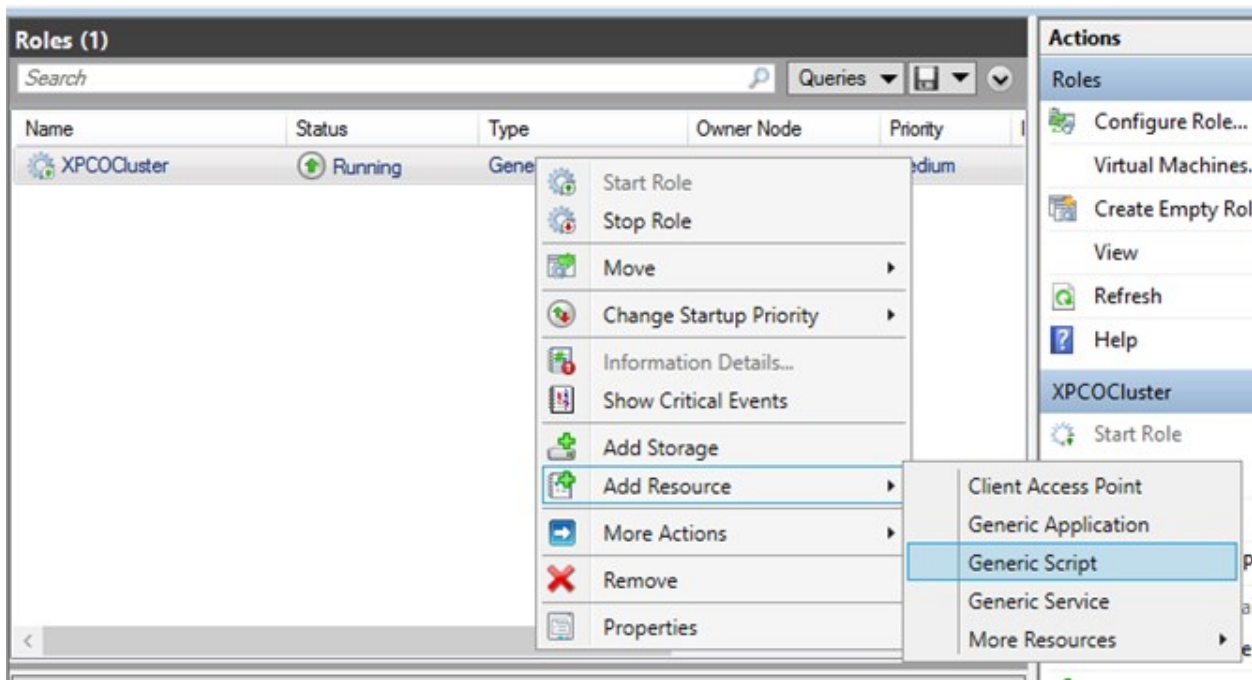 Roles (1)
Search
Queries
Name Status Type Owner Node Priority
XPCOCluster Running Gene edium
Start Role
Stop Role
Move
Change Startup Priority
Information Details...
Show Critical Events
Add Storage
Add Resource
More Actions
Remove
Properties
Client Access Point
Generic Application
Generic Script
Generic Service
More Resources
Actions
Roles
Configure Role...
Virtual Machines.
Create Empty Rol
View
Refresh
Help
XPCOCluster
Start Role